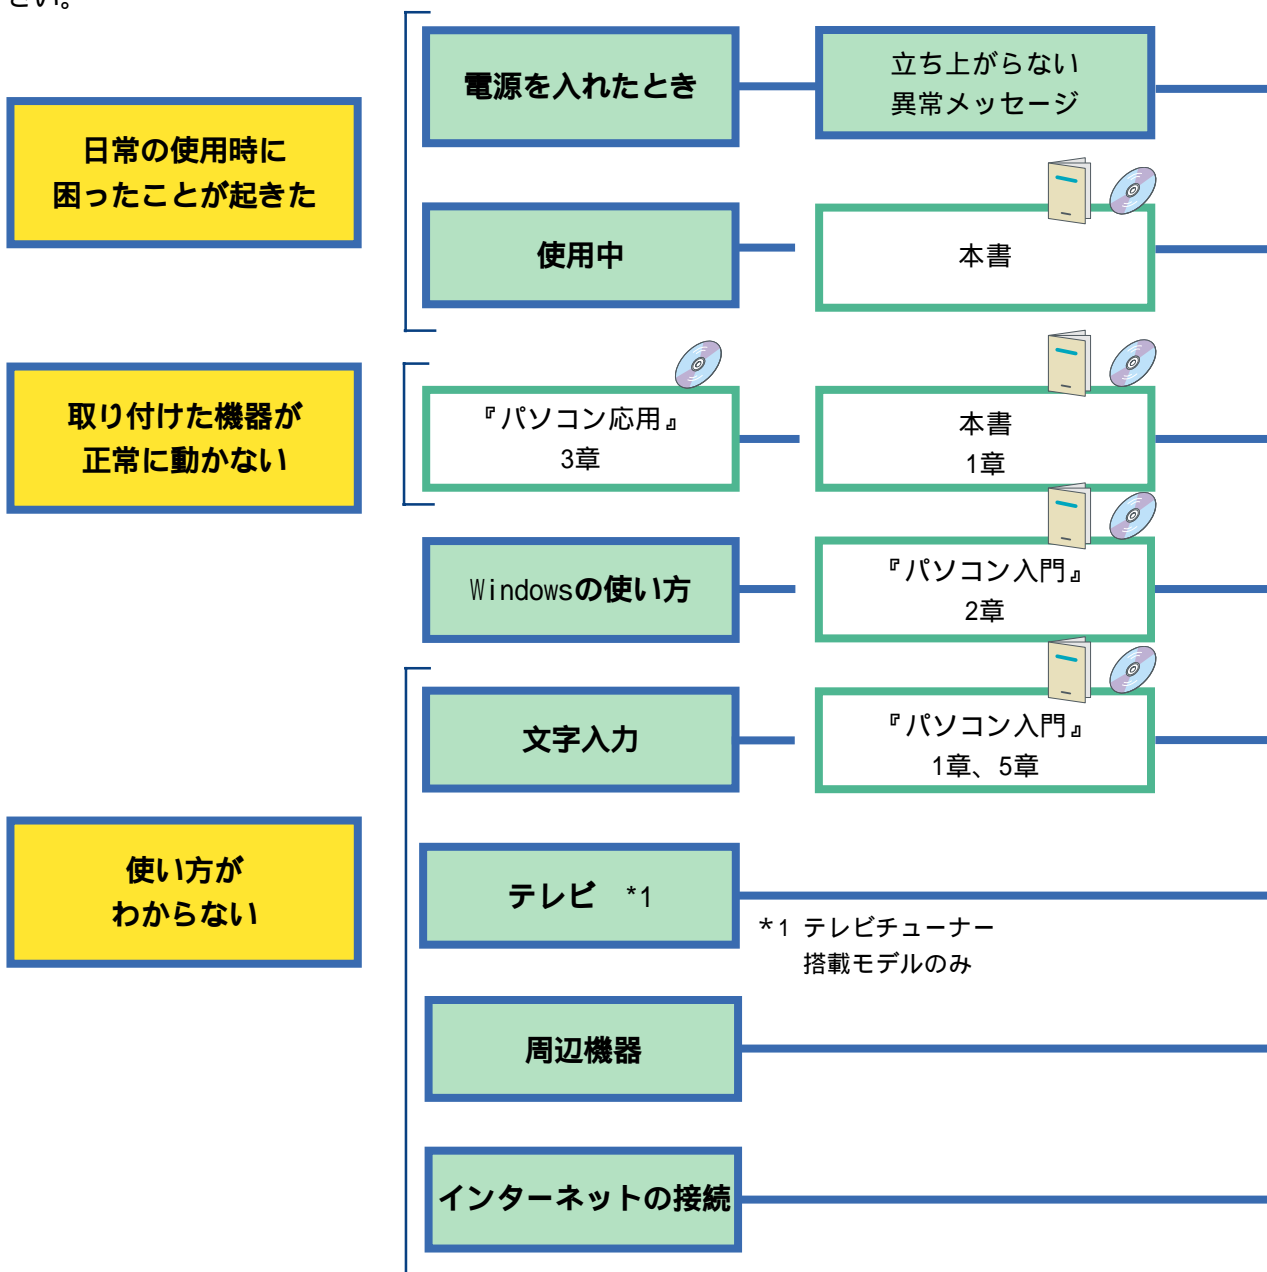 さい。
電源を入れたとき
立ち上がらない
異常メッセージ
日常の使用時に
困ったことが起きた
使用中
本書
取り付けた機器が
正常に動かない
『パソコン応用』
3章
本書
1章
Windowsの使い方
『パソコン入門』
2章
文字入力
『パソコン入門』
1章、5章
使い方が
わからない
テレビ *1
*1 テレビチューナー
搭載モデルのみ
周辺機器
インターネットの接続